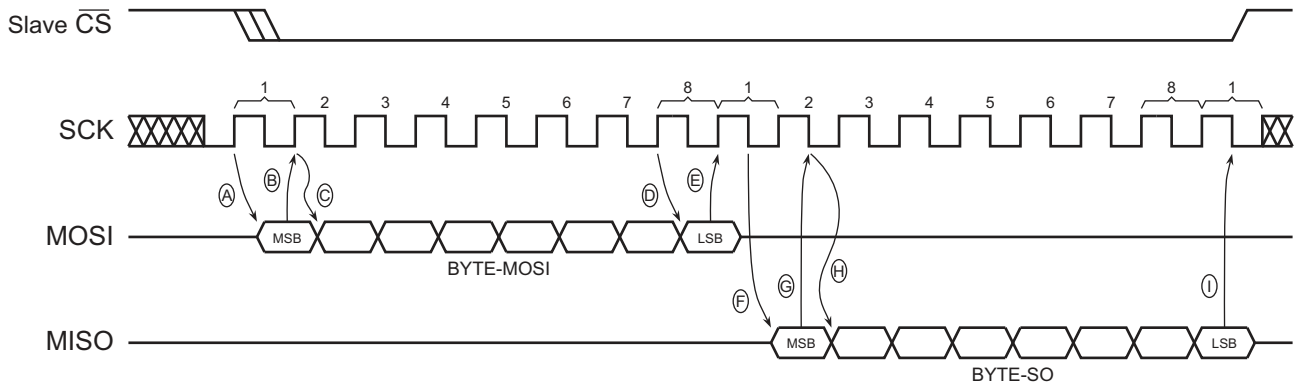 Slave CS
1 2 3 4 5 6 7 8 1 2 3 4 5 6 7 8 1
SCK
A B C D E
MOSI MSB LSB
BYTE-MOSI
F G H I
MISO MSB LSB
BYTE-SO